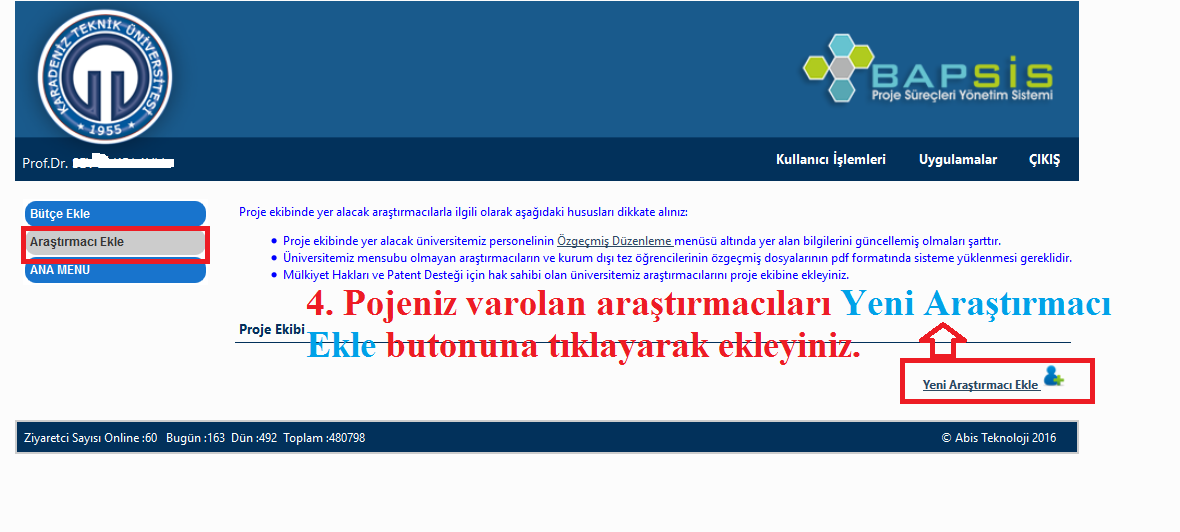 KARADENİZ TEKNİK ÜNİVERSİTESİ
1955
BAPSİS
Proje Süreçleri Yönetim Sistemi
Prof.Dr.
Kullanıcı İşlemleri Uygulamalar ÇIKIŞ
Bütçe Ekle
Araştırmacı Ekle
ANA MENÜ
Proje ekibinde yer alacak araştırmacılarla ilgili olarak aşağıdaki hususları dikkate alınız:
Proje ekibinde yer alacak üniversitemiz personelinin Özgeçmiş Düzenleme menüsü altında yer alan bilgilerini güncellemiş olmaları şarttır.
Üniversitemiz mensubu olmayan araştırmacıların ve kurum dışı tez öğrencilerinin özgeçmiş dosyalarının pdf formatında sisteme yüklenmesi gereklidir.
Mülkiyet Hakları ve Patent Desteği için hak sahibi olan üniversitemiz araştırmacılarını proje ekibine ekleyiniz.
4. Pojeniz varolan araştırmacıları Yeni Araştırmacı
Proje Ekibi
Ekle butonuna tıklayarak ekleyiniz.
Yeni Araştırmacı Ekle
Ziyaretci Sayısı Online :60 Bugün :163 Dün :492 Toplam :480798
© Abis Teknoloji 2016